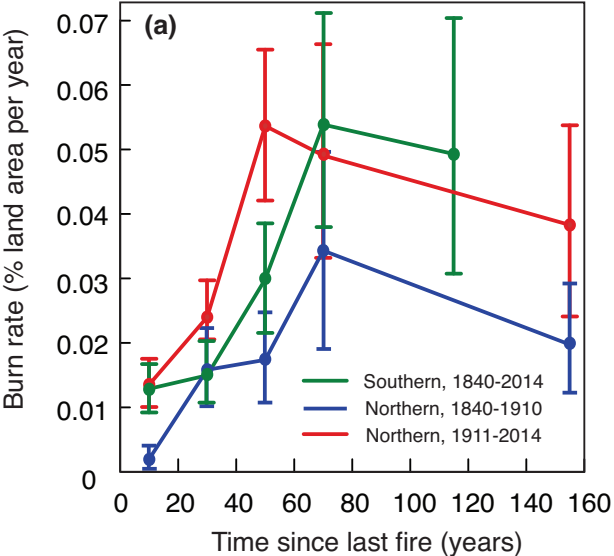 (a)
Burn rate (% land area per year)
0.07
0.06
0.05
0.04
0.03
0.02
0.01
0
Southern, 1840-2014
Northern, 1840-1910
Northern, 1911-2014
0 20 40 60 80 100 120 140 160
Time since last fire (years)